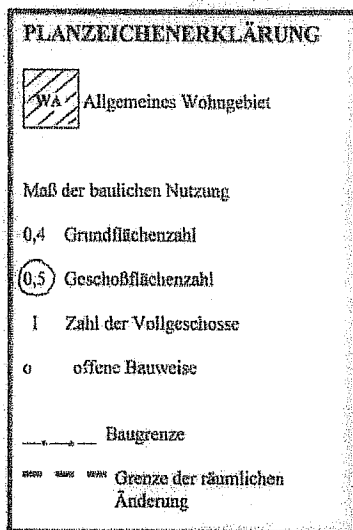 PLANZEICHENERKLÄRUNG
WA Allgemeines Wohngebiet
Maß der baulichen Nutzung
0,4 Grundflächenzahl
0,5 Geschoßflächenzahl
I Zahl der Vollgeschosse
o offene Bauweise
Baugrenze
Grenze der räumlichen
Änderung